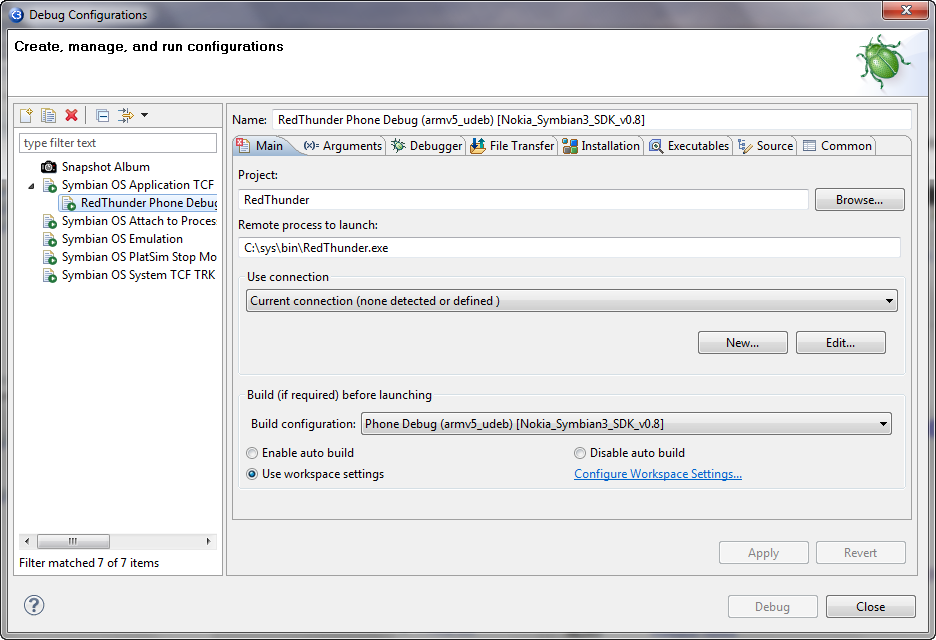 Debug Configurations
Create, manage, and run configurations
type filter text
Snapshot Album
Symbian OS Application TCF
RedThunder Phone Debug
Symbian OS Attach to Proces
Symbian OS Emulation
Symbian OS PlatSim Stop Mo
Symbian OS System TCF TRK
Filter matched 7 of 7 items
Name: RedThunder Phone Debug (armv5_udeb) [Nokia_Symbian3_SDK_v0.8]
Main (x)= Arguments Debugger File Transfer Installation Executables Source Common
Project:
RedThunder Browse...
Remote process to launch:
C:\sys\bin\RedThunder.exe
Use connection
Current connection (none detected or defined )
New... Edit...
Build (if required) before launching
Build configuration: Phone Debug (armv5_udeb) [Nokia_Symbian3_SDK_v0.8]
Enable auto build Disable auto build
Use workspace settings Configure Workspace Settings...
Apply Revert
Debug Close